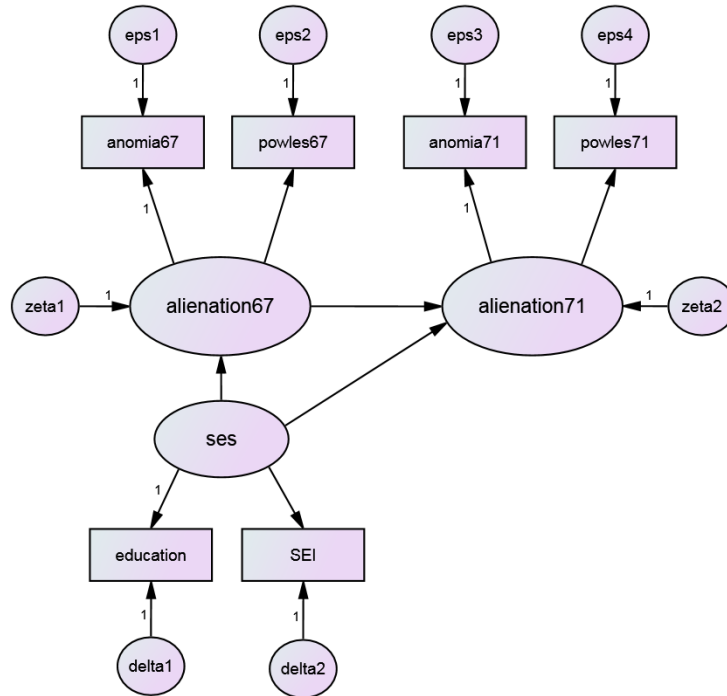 eps1
eps2
eps3
eps4
1
1
1
1
anomia67
powles67
anomia71
powles71
1
1
zeta1
1
alienation67
alienation71
1
zeta2
ses
1
education
SEI
1
1
delta1
delta2